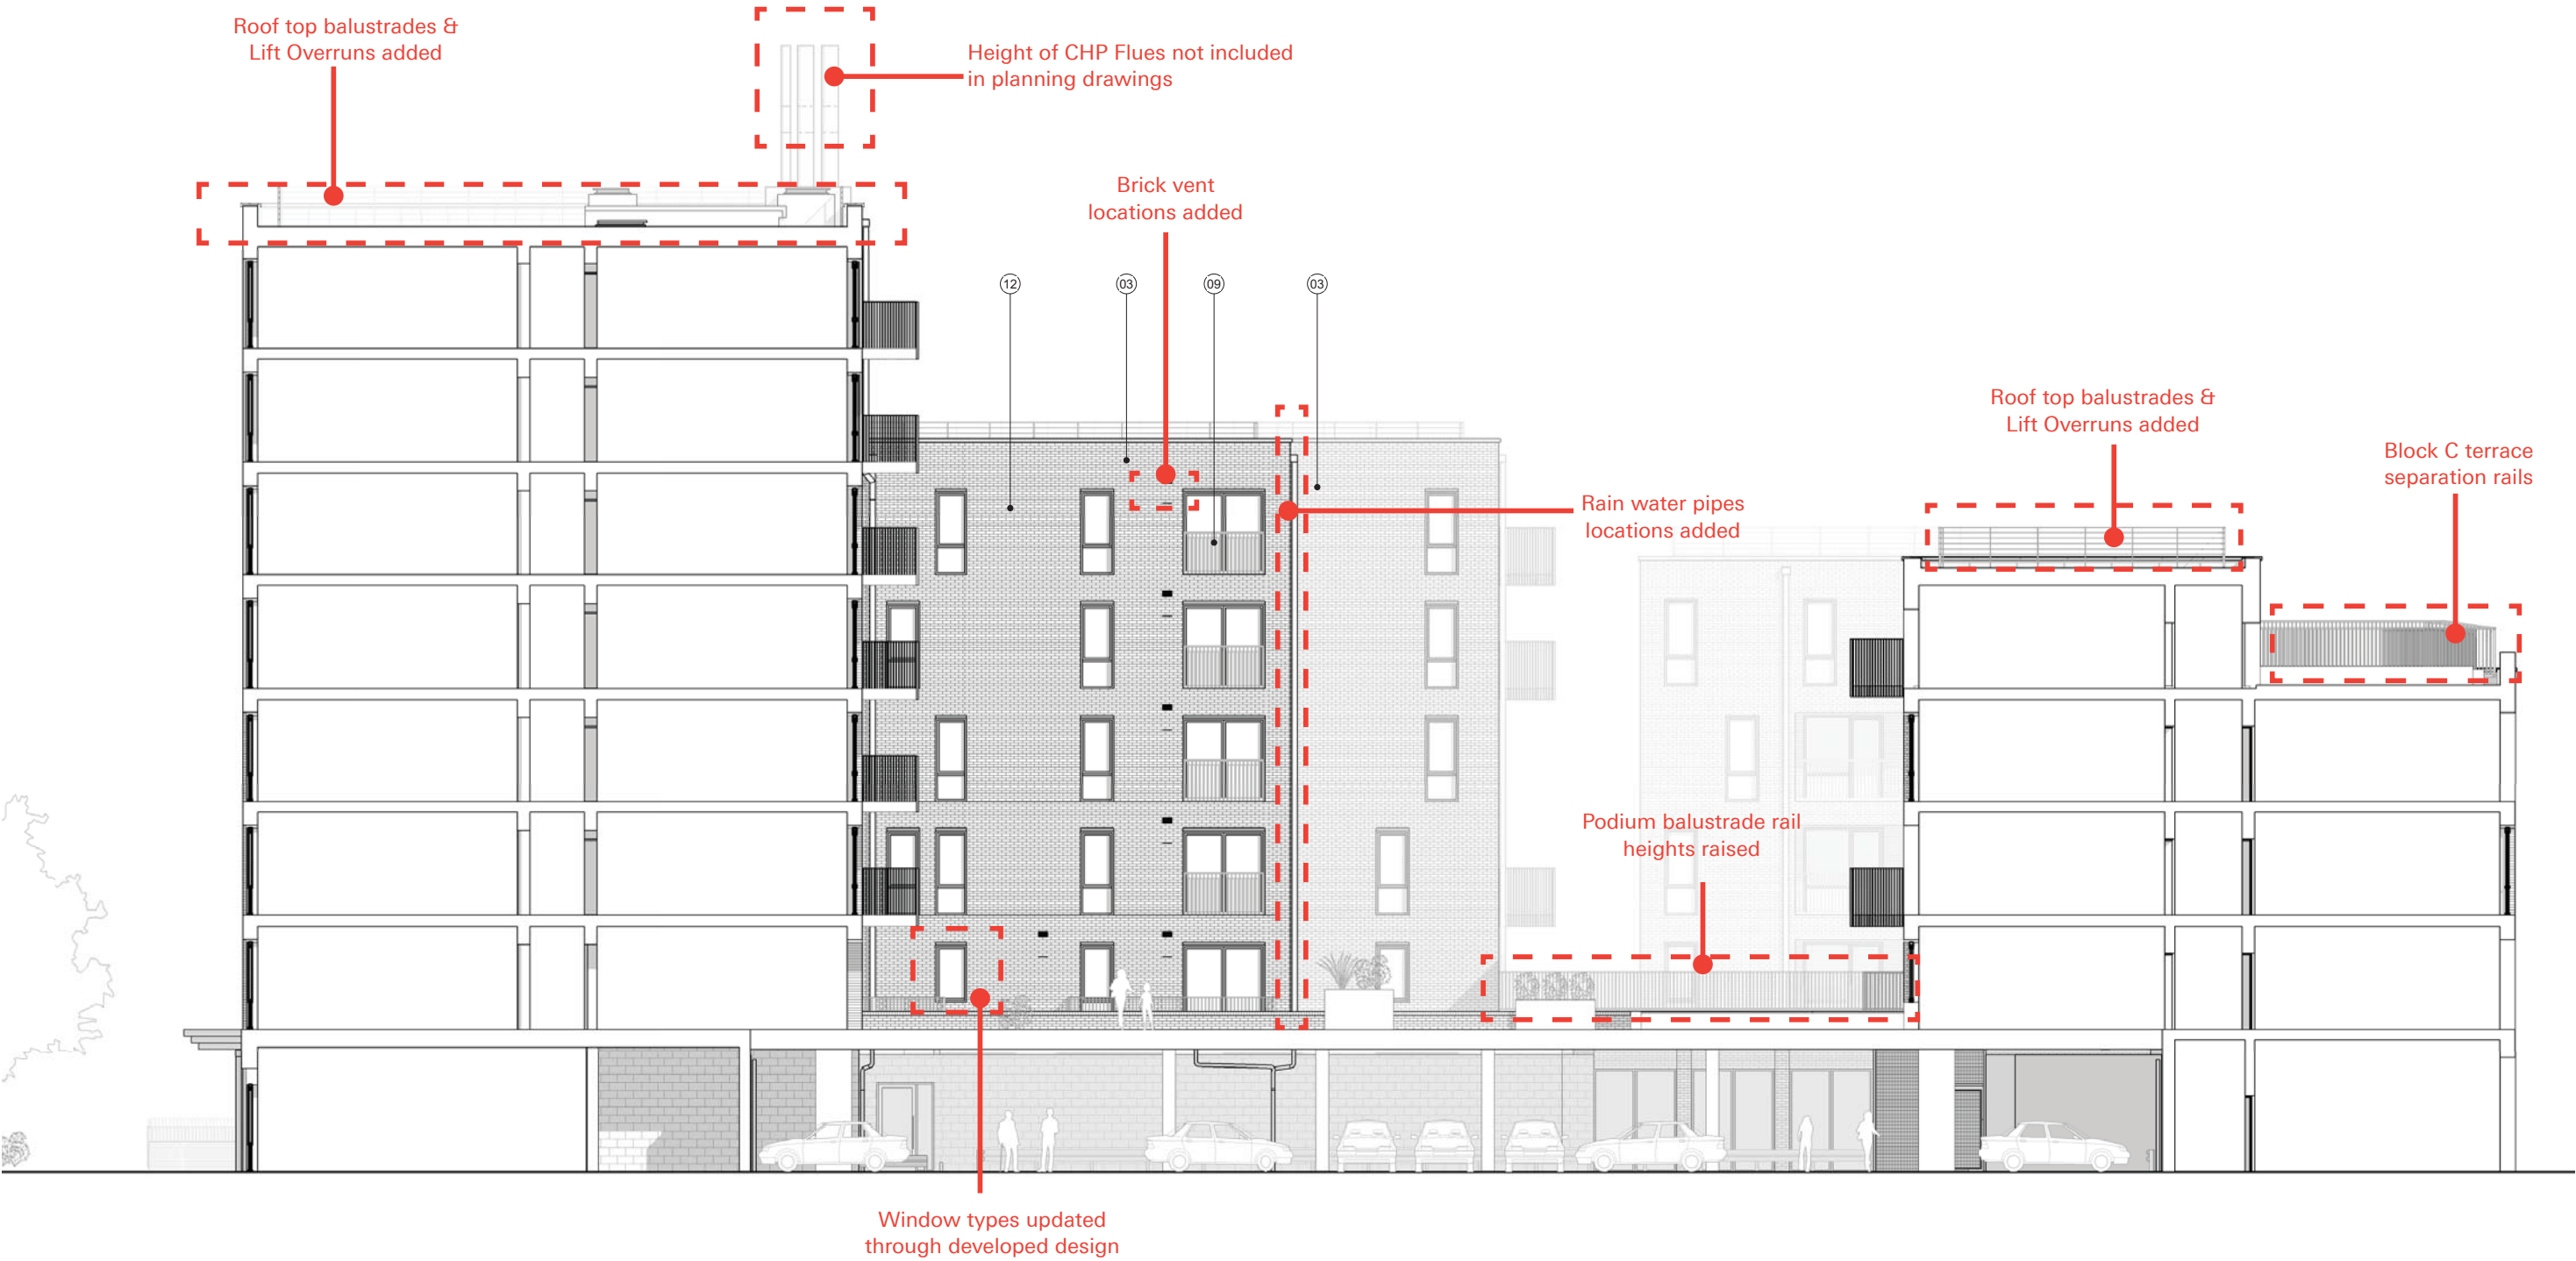 Roof top balustrades &
Lift Overruns added
Height of CHP Flues not included
in planning drawings
Brick vent
locations added
12
03
09
03
Roof top balustrades &
Lift Overruns added
Block C terrace
separation rails
Rain water pipes
locations added
Podium balustrade rail
heights raised
Window types updated
through developed design